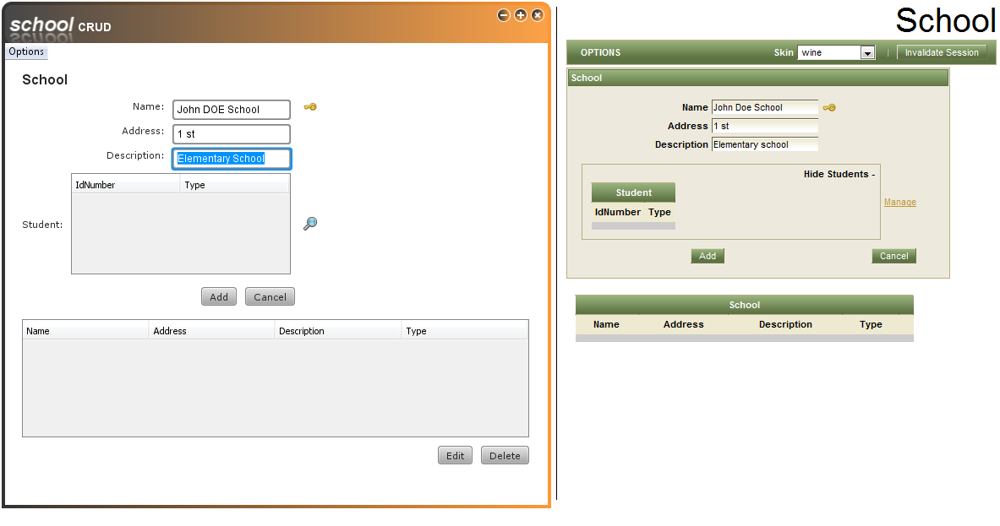 school CRUD
Options
School
Name: John DOE School
Address: 1 st
Description: Elementary School
IdNumber Type
Student:
Add Cancel
Name Address Description Type
Edit Delete
School
OPTIONS Skin wine | Invalidate Session
School
Name John Doe School
Address 1 st
Description Elementary school
Hide Students -
Student
Manage
IdNumber Type
Add Cancel
School
Name Address Description Type